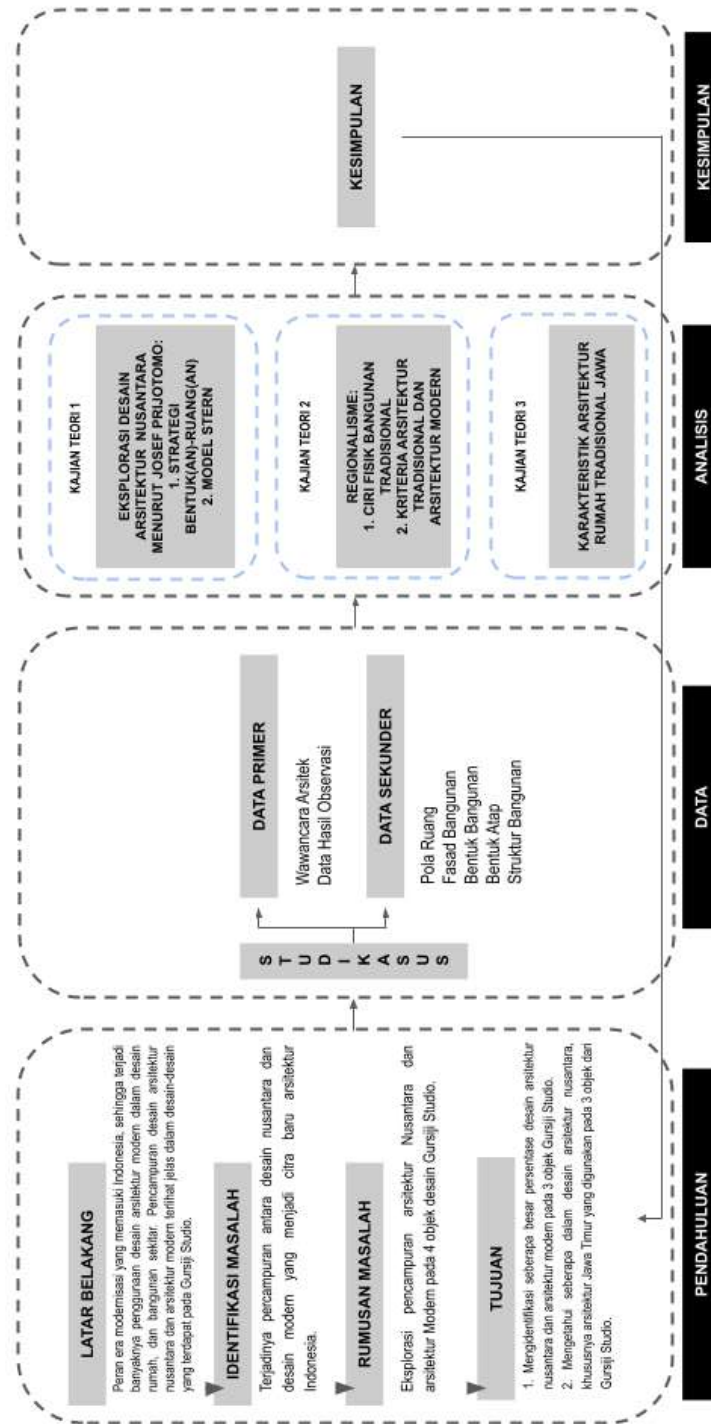 LATAR BELAKANG
Peran era modernisasi yang memasuki Indonesia, sehingga terjadi
banyaknya penggunaan desain arsitektur modern dalam desain
rumah, dan bangunan sekitar. Pencampuran desain arsitektur
nusantara dan arsitektur modern terlihat jelas dalam desain-desain
yang terdapat pada Gursiji Studio.
IDENTIFIKASI MASALAH
Terjadinya percampuran antara desain nusantara dan
desain modern yang menjadi citra baru arsitektur
Indonesia.
RUMUSAN MASALAH
Eksplorasi pencampuran arsitektur Nusantara dan
arsitektur Modern pada 4 objek desain Gursiji Studio.
TUJUAN
1. Mengidentifikasi seberapa besar persentase desain arsitektur
nusantara dan arsitektur modern pada 3 objek Gursiji Studio.
2. Mengetahui seberapa dalam desain arsitektur nusantara,
khususnya arsitektur Jawa Timur yang digunakan pada 3 objek dari
Gursiji Studio.
PENDAHULUAN
S
T
U
D
I
K
A
S
U
S
DATA PRIMER
Wawancara Arsitek
Data Hasil Observasi
DATA SEKUNDER
Pola Ruang
Fasad Bangunan
Bentuk Bangunan
Bentuk Atap
Struktur Bangunan
DATA
KAJIAN TEORI 1
EKSPLORASI DESAIN
ARSITEKTUR NUSANTARA
MENURUT JOSEF PRIJOTOMO:
1. STRATEGI
BENTUK(AN)-RUANG(AN)
2. MODEL STERN
KAJIAN TEORI 2
REGIONALISME:
1. CIRI FISIK BANGUNAN
TRADISIONAL
2. KRITERIA ARSITEKTUR
TRADISIONAL DAN
ARSITEKTUR MODERN
KAJIAN TEORI 3
KARAKTERISTIK ARSITEKTUR
RUMAH TRADISIONAL JAWA
ANALISIS
KESIMPULAN
KESIMPULAN